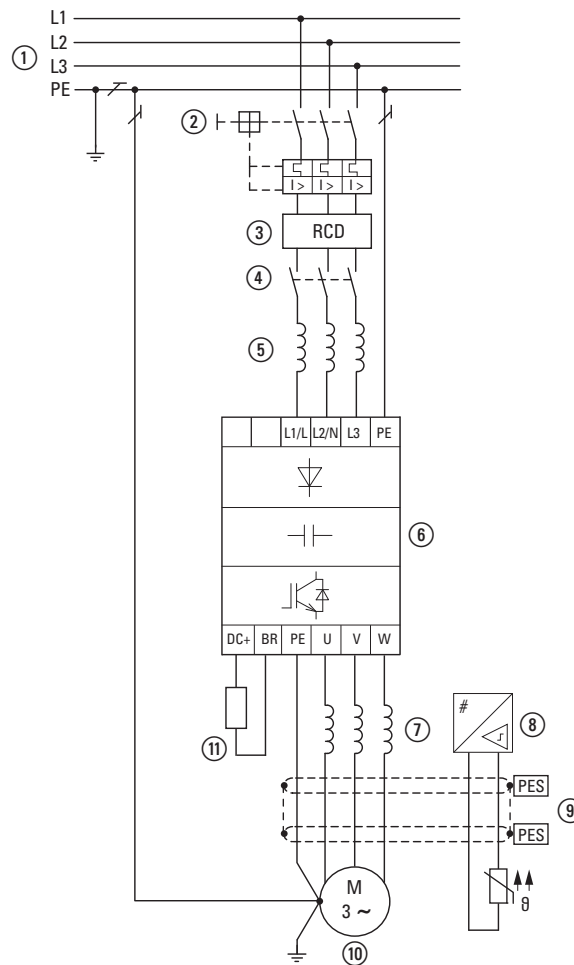 L1
L2
① L3
PE
②
I > I > I >
③ RCD
④
⑤
L1/L L2/N L3 PE
⑥
DC+ BR PE U V W
⑪ ⑦ # ⑧
PES
⑨
PES
M
3 ~
ϑ
⑩